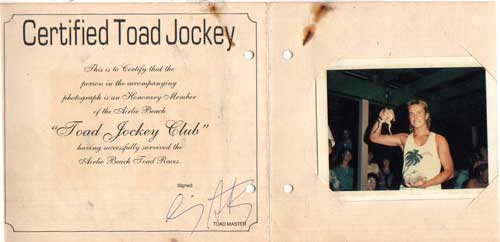 Certified Toad Jockey
This is to Certify that the
person in the accompanying
photograph is an Honorary Member
of the Airlie Beach
"Toad Jockey Club"
having successfully survived the
Airlie Beach Toad Races.
Signed:
TOAD MASTER